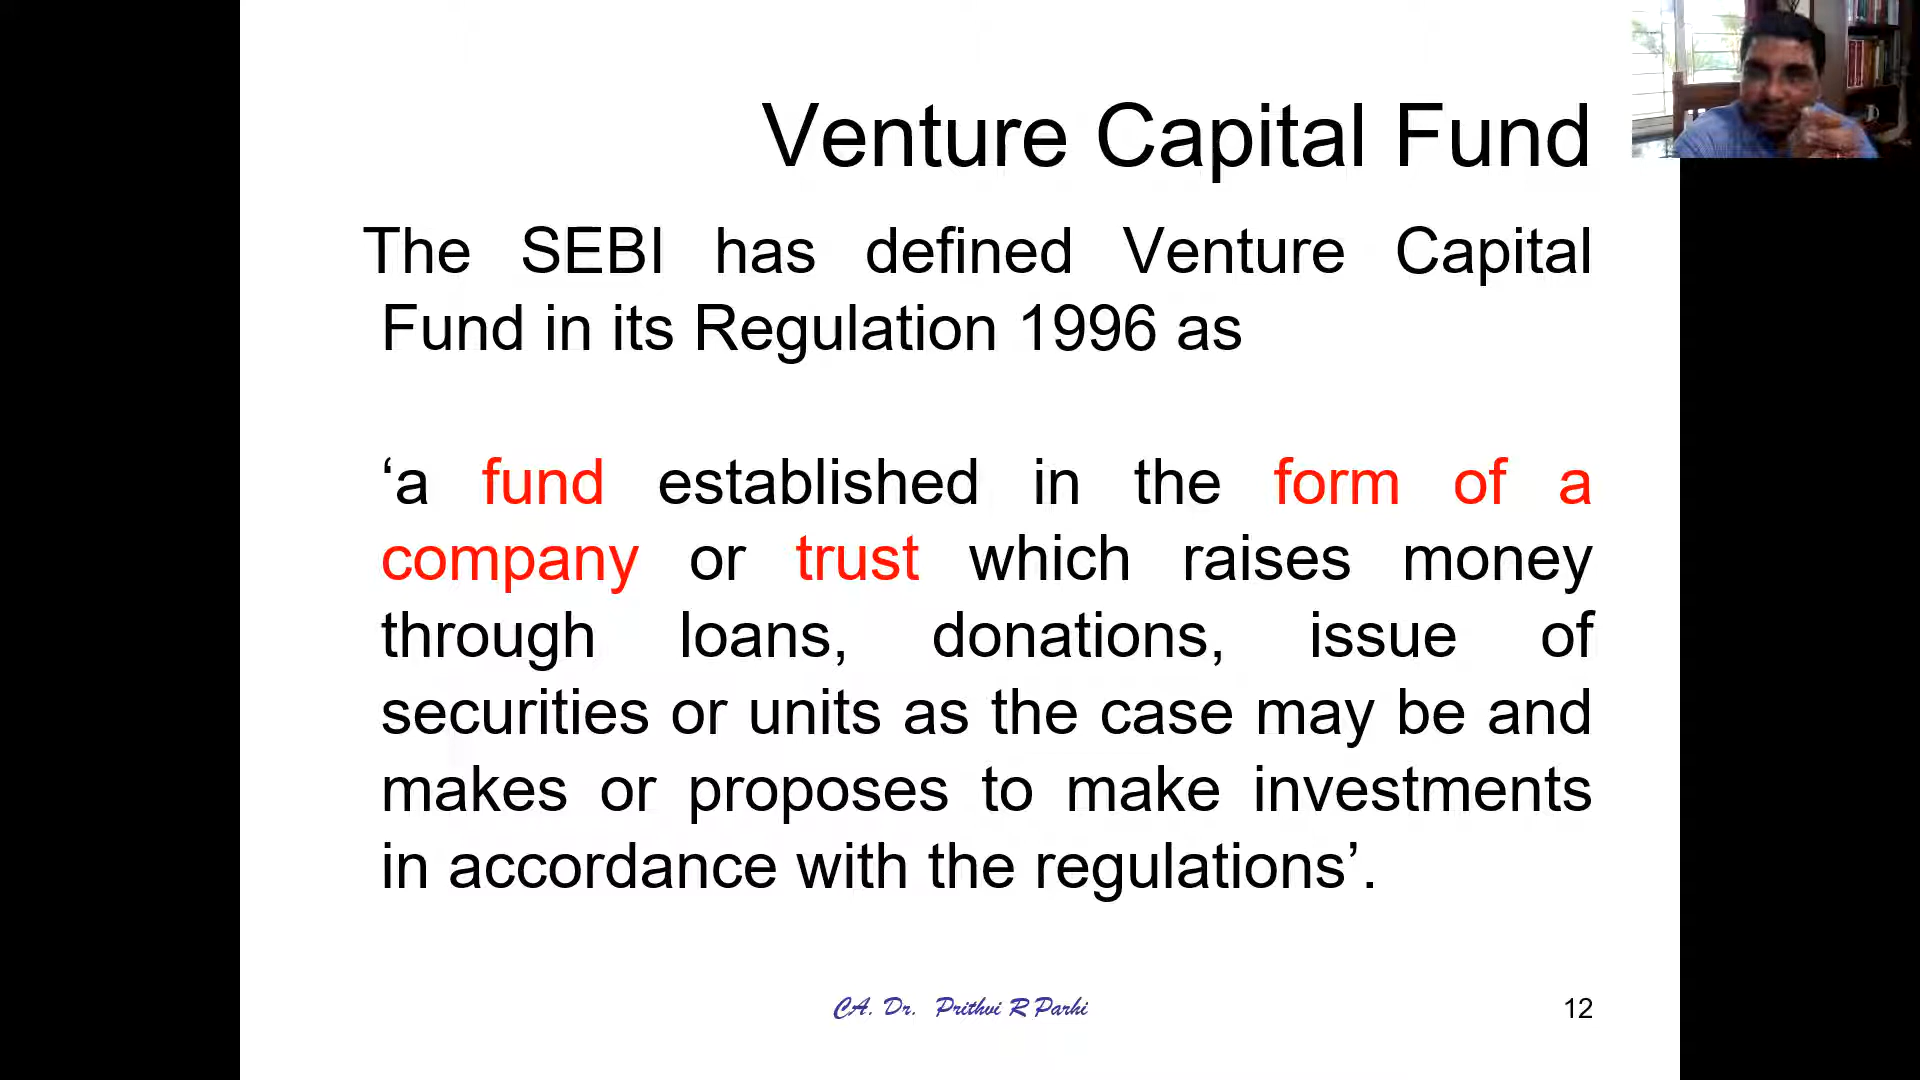 Venture Capital Fund
The SEBI has defined Venture Capital
Fund in its Regulation 1996 as
‘a fund established in the form of a
company or trust which raises money
through loans, donations, issue of
securities or units as the case may be and
makes or proposes to make investments
in accordance with the regulations’.
CA. Dr. Prithvi R Parhi
12